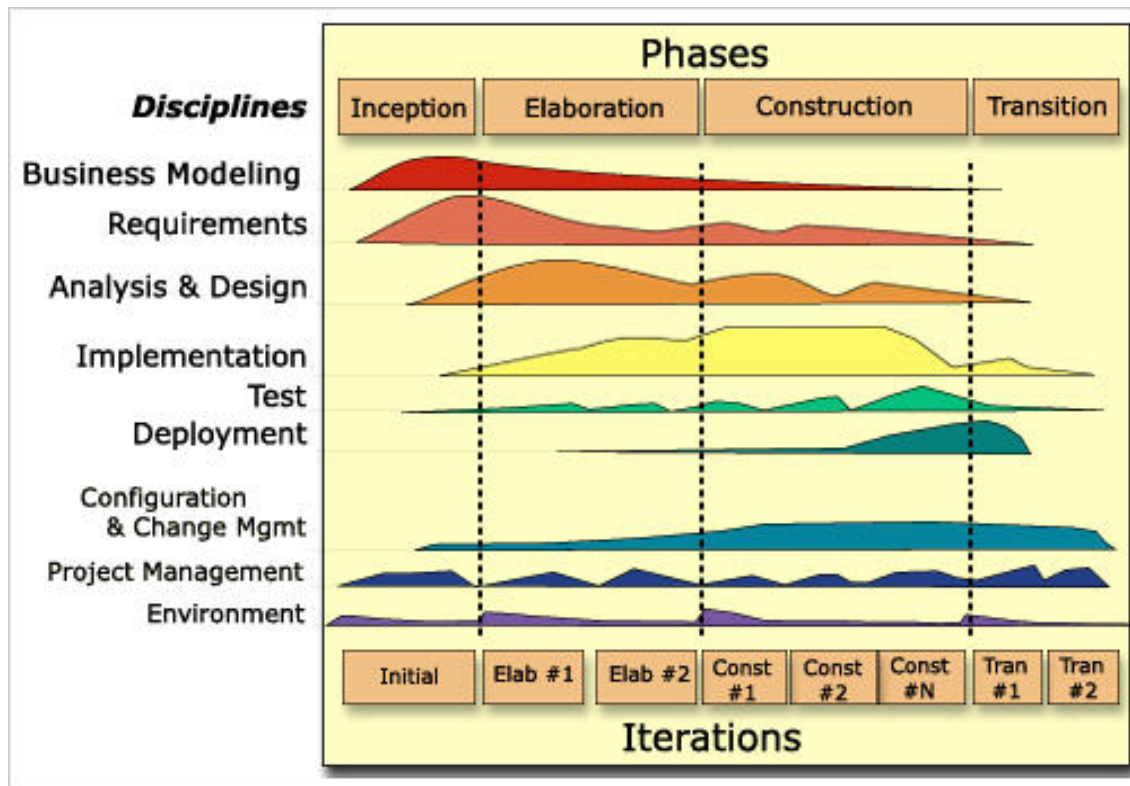 Phases
Disciplines
Inception
Elaboration
Construction
Transition
Business Modeling
Requirements
Analysis & Design
Implementation
Test
Deployment
Configuration
& Change Mgmt
Project Management
Environment
Initial
Elab #1
Elab #2
Const
#1
Const
#2
Const
#N
Tran
#1
Tran
#2
Iterations